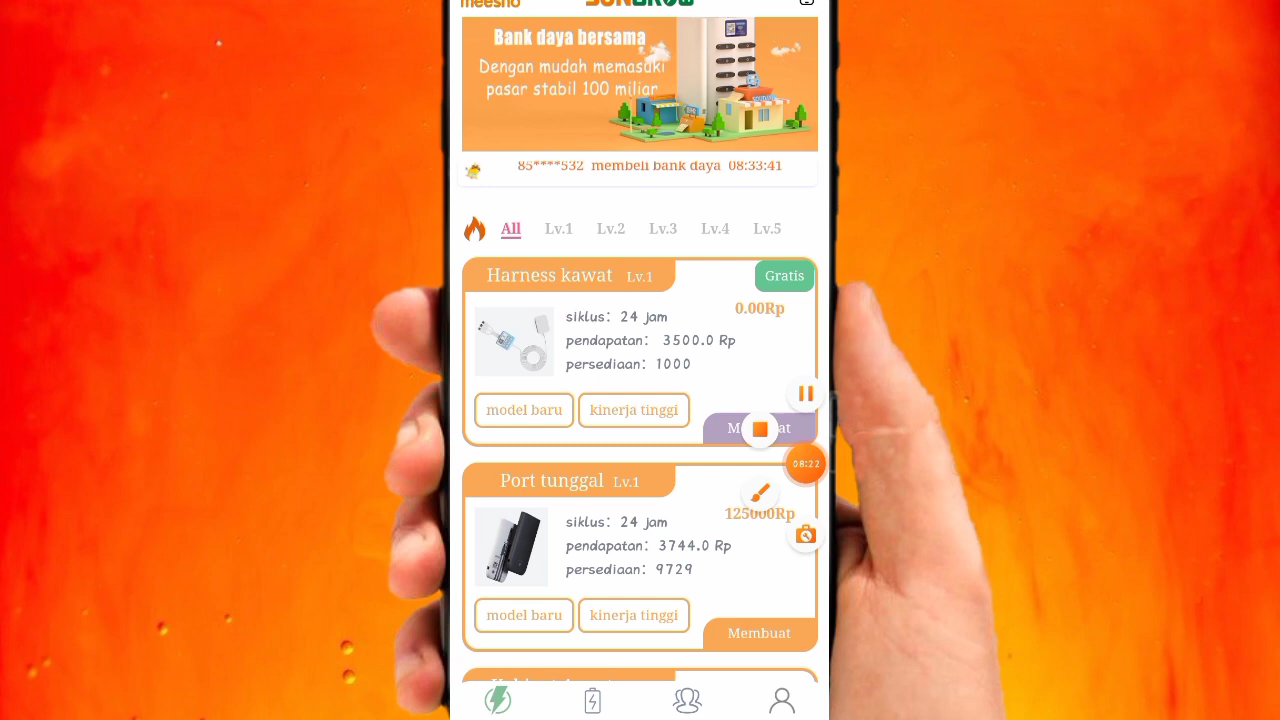 meesho
SUNGROW
Bank daya bersama
Dengan mudah memasuki
pasar stabil 100 miliar
85****532 membeli bank daya 08:33:41
All Lv.1 Lv.2 Lv.3 Lv.4 Lv.5
Harness kawat Lv.1
Gratis
0.00Rp
siklus: 24 jam
pendapatan: 3500.0 Rp
persediaan: 1000
model baru kinerja tinggi
08:22
Port tunggal Lv.1
125000Rp
siklus: 24 jam
pendapatan: 3744.0 Rp
persediaan: 9729
model baru kinerja tinggi
Membuat